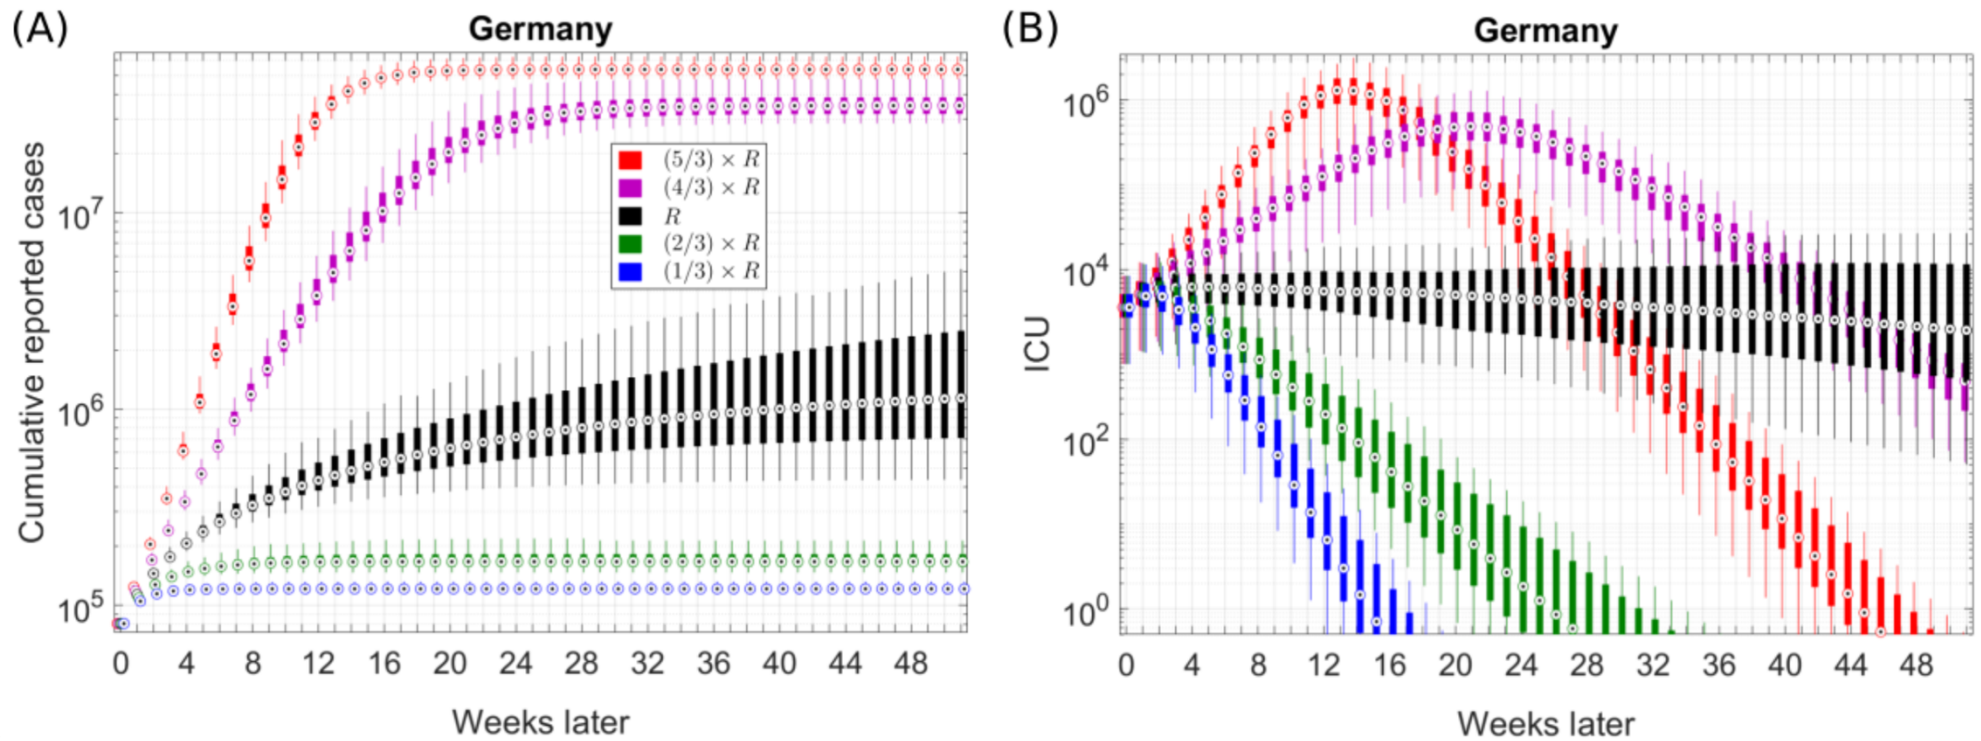 (A)
Germany
Cumulative reported cases
10^7
10^6
10^5
(5/3) × R
(4/3) × R
R
(2/3) × R
(1/3) × R
0 4 8 12 16 20 24 28 32 36 40 44 48
Weeks later
(B)
Germany
ICU
10^6
10^4
10^2
10^0
0 4 8 12 16 20 24 28 32 36 40 44 48
Weeks later